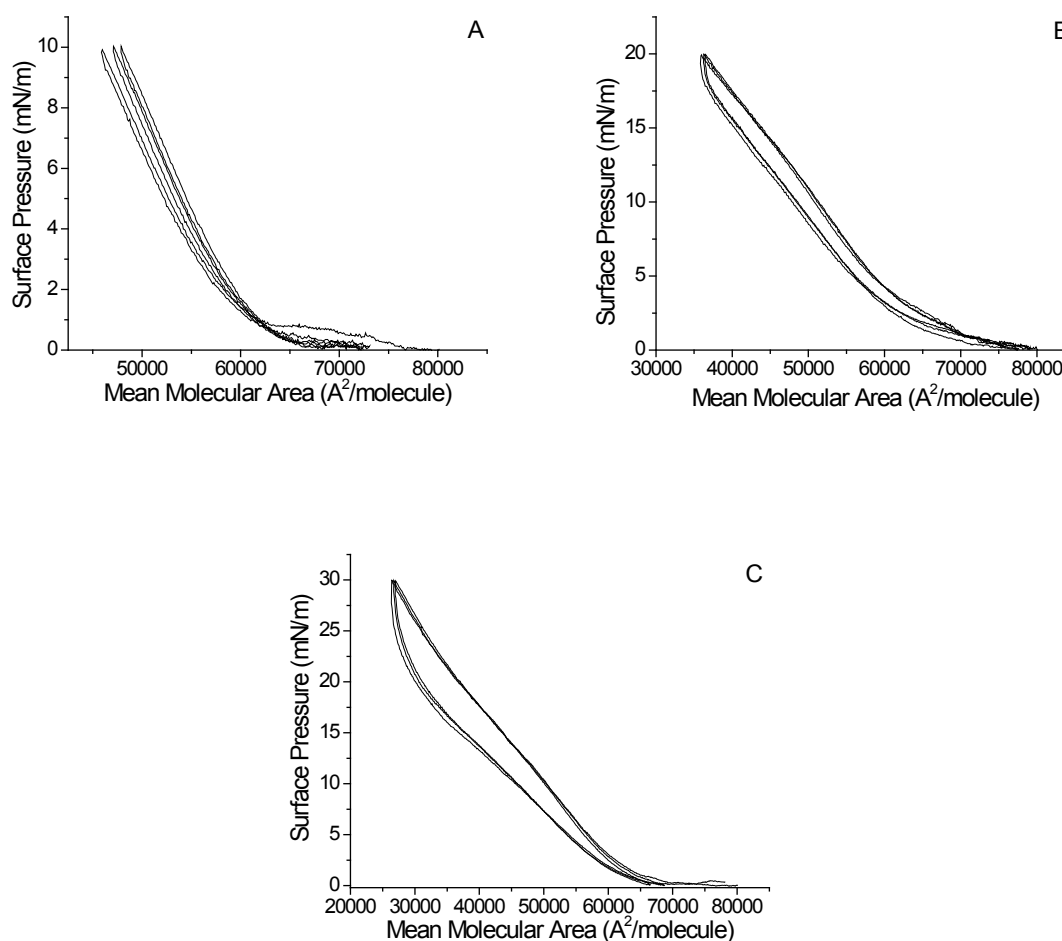 A
10
8
6
4
2
0
Surface Pressure (mN/m)
50000 60000 70000 80000
Mean Molecular Area (A²/molecule)
20
15
10
5
0
Surface Pressure (mN/m)
30000 40000 50000 60000 70000 80000
Mean Molecular Area (A²/molecule)
C
30
25
20
15
10
5
0
Surface Pressure (mN/m)
20000 30000 40000 50000 60000 70000 80000
Mean Molecular Area (A²/molecule)